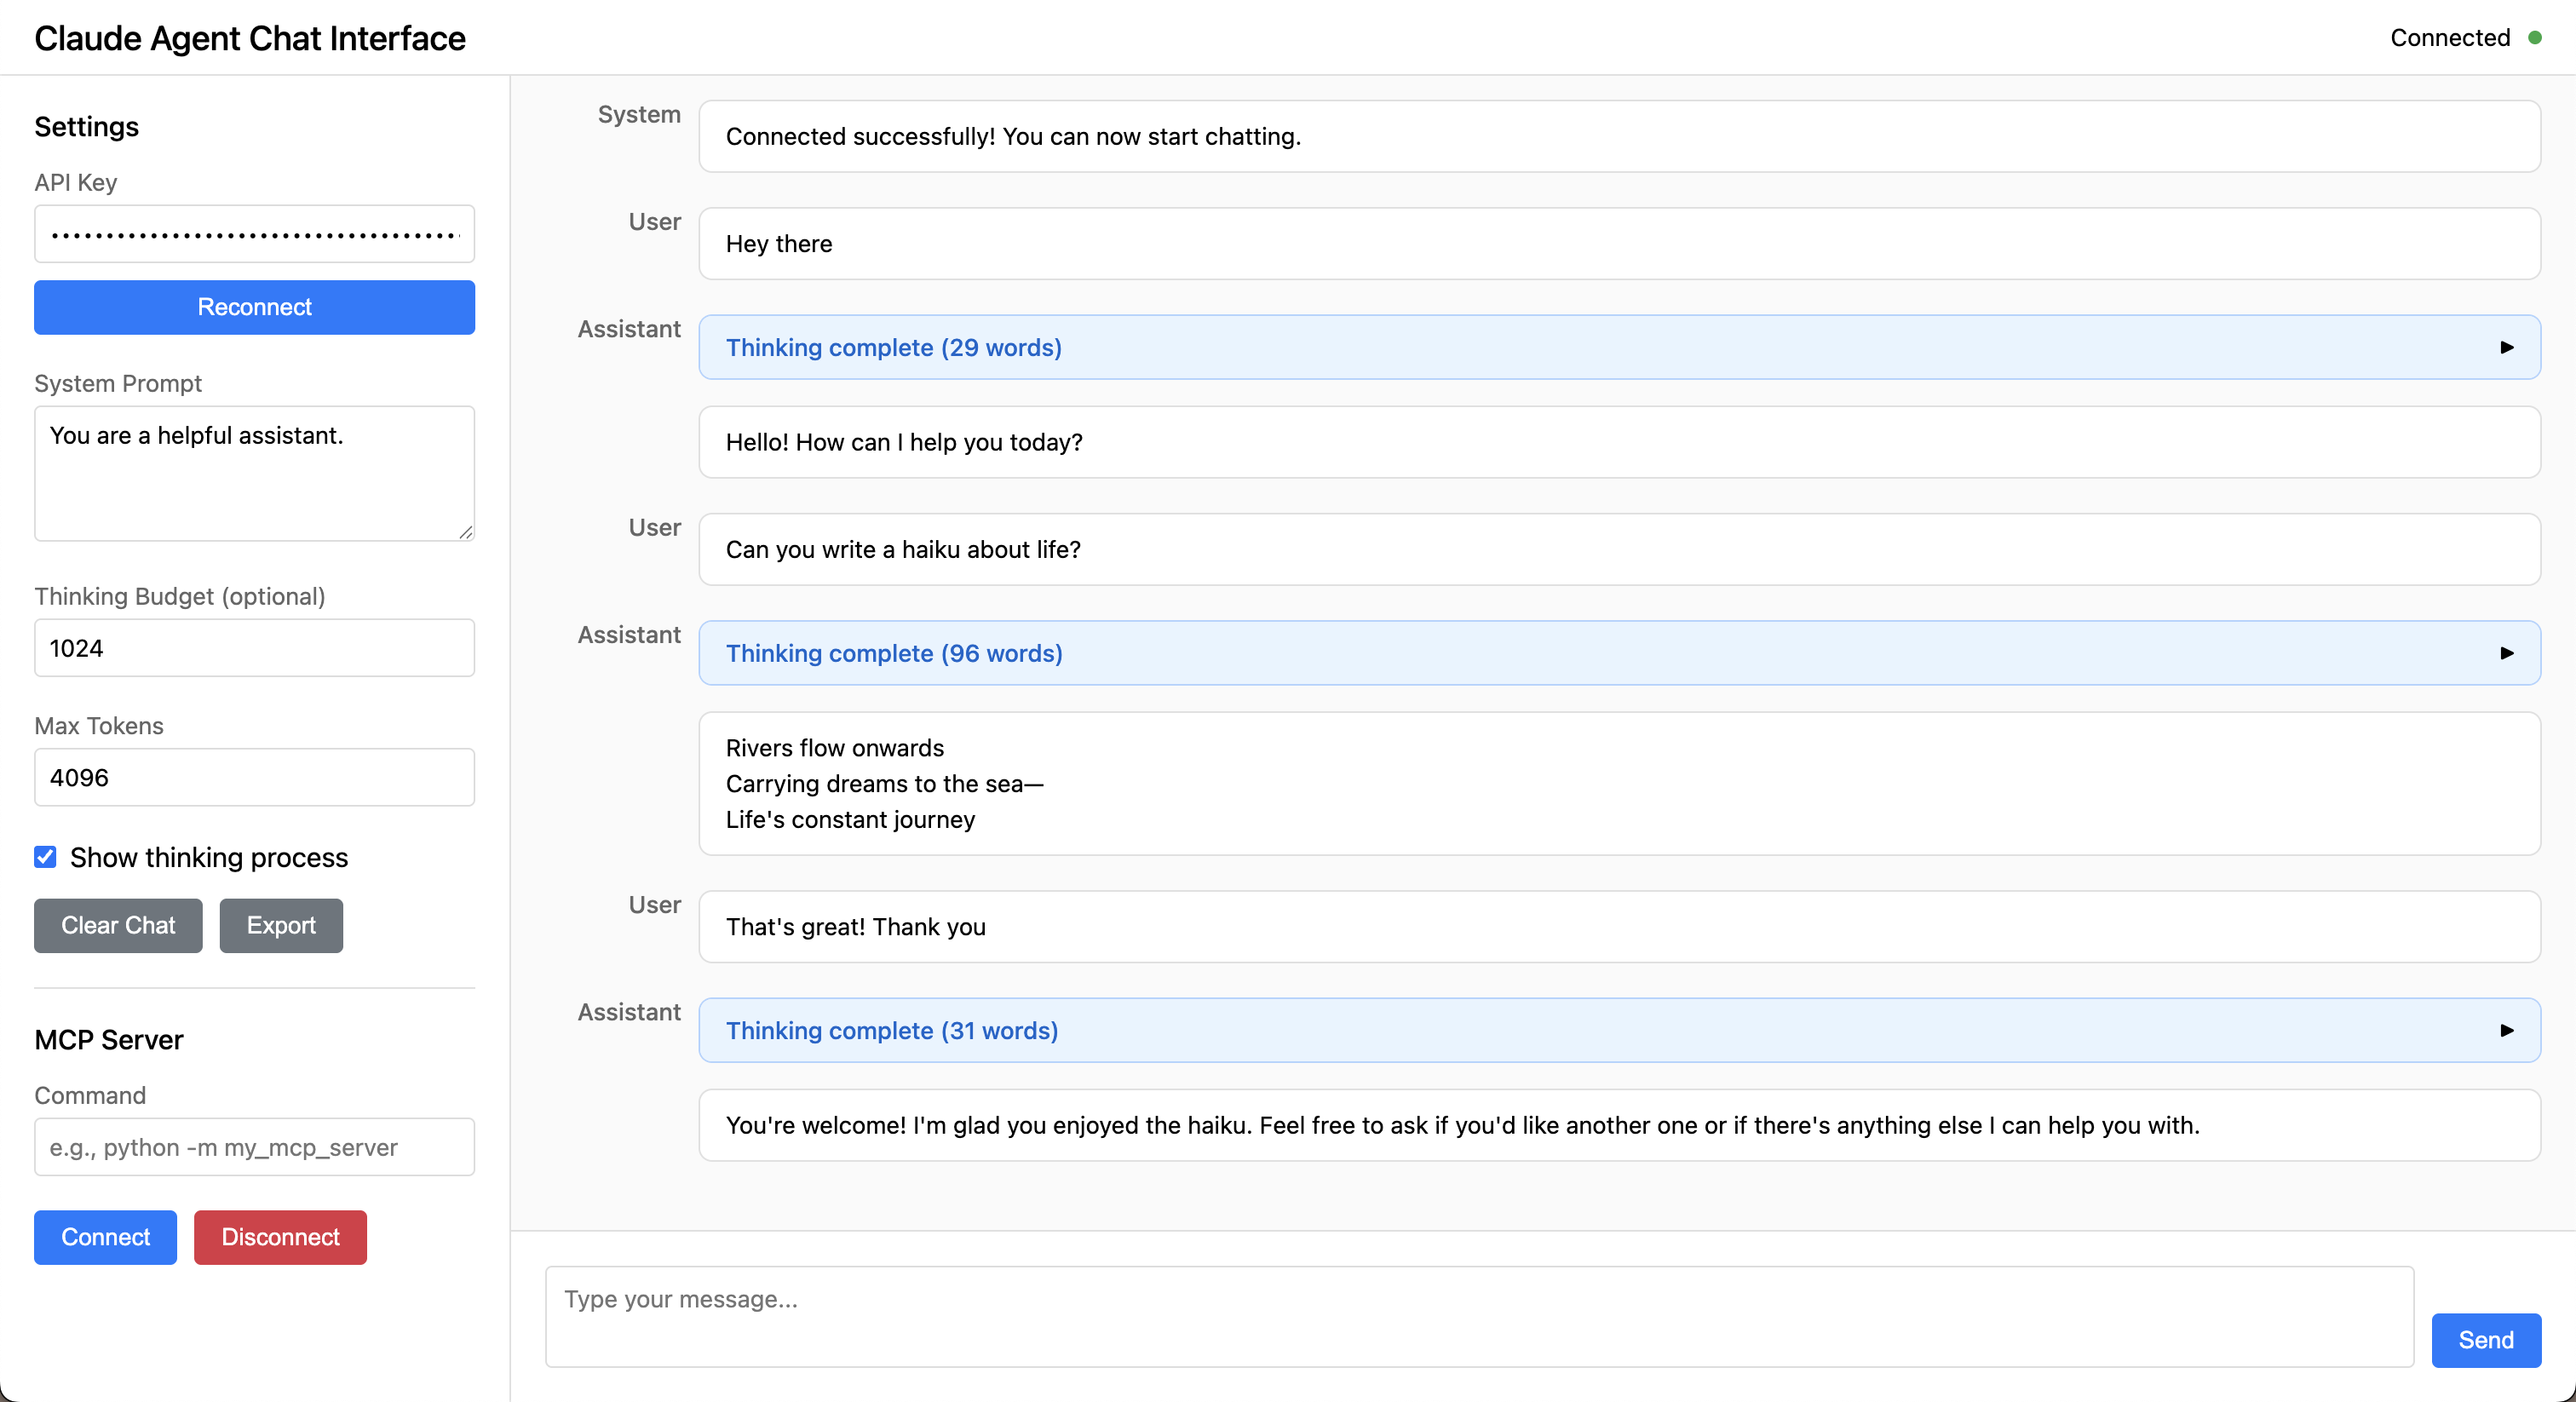 Claude Agent Chat Interface
Connected
Settings
API Key
Reconnect
System Prompt
You are a helpful assistant.
Thinking Budget (optional)
1024
Max Tokens
4096
Show thinking process
Clear Chat
Export
MCP Server
Command
e.g., python -m my_mcp_server
Connect
Disconnect
System
Connected successfully! You can now start chatting.
User
Hey there
Assistant
Thinking complete (29 words)
Hello! How can I help you today?
User
Can you write a haiku about life?
Assistant
Thinking complete (96 words)
Rivers flow onwards
Carrying dreams to the sea—
Life's constant journey
User
That's great! Thank you
Assistant
Thinking complete (31 words)
You're welcome! I'm glad you enjoyed the haiku. Feel free to ask if you'd like another one or if there's anything else I can help you with.
Type your message...
Send